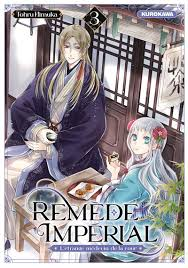 Tohru Himuka
KUROKAWA
3
REMÈDE
IMPÉRIAL
L'étrange médecin de la cour